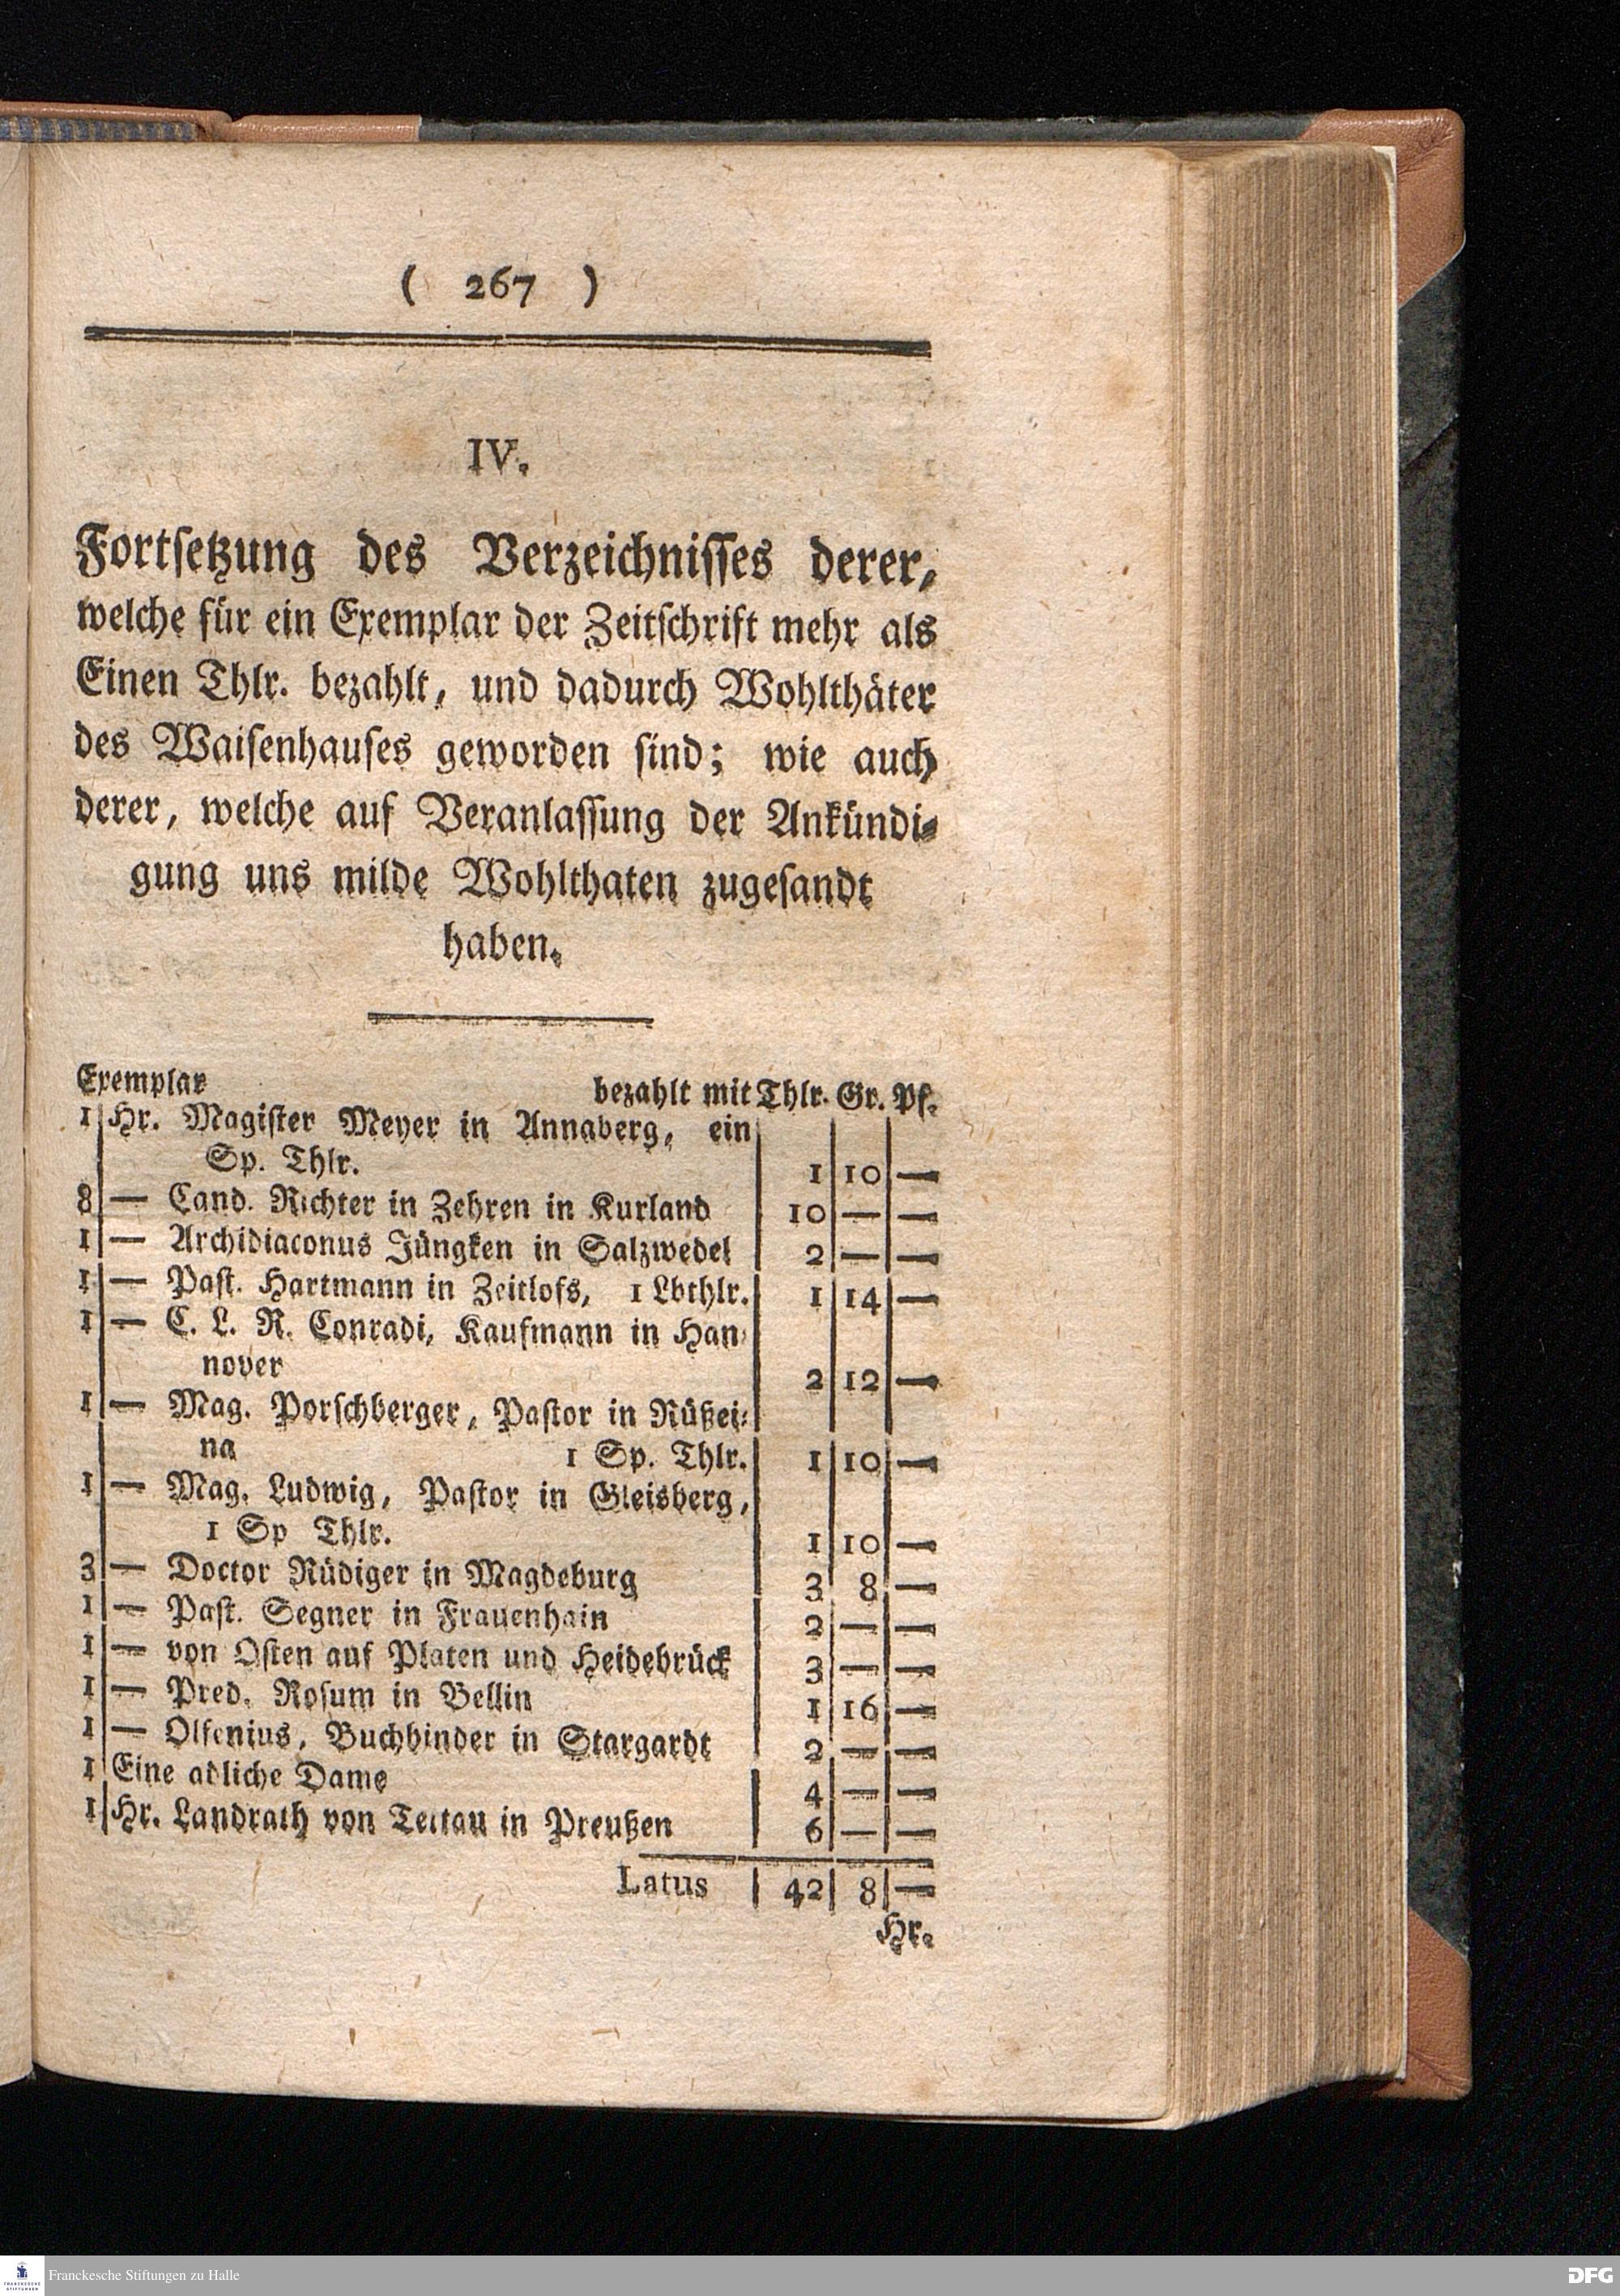 ( 267 )
IV.
Fortsetzung des Verzeichnisses derer,
welche für ein Exemplar der Zeitschrift mehr als
Einen Thlr. bezahlt, und dadurch Wohlthäter
des Waisenhauses geworden sind; wie auch
derer, welche auf Veranlassung der Ankündi-
gung uns milde Wohlthaten zugesandt
haben.
Exemplar bezahlt mit Thlr. Gr. Pf.
1 Hr. Magister Meyer in Annaberg, ein
Sp. Thlr. 1 10 —
8 — Cand. Richter in Zehren in Kurland 10 — —
1 — Archidiaconus Jüngken in Salzwedel 2 — —
1 — Past. Hartmann in Zeitlofs, 1 Lbthlr. 1 14 —
1 — C. L. R. Conradi, Kaufmann in Han-
nover 2 12 —
1 — Mag. Porschberger, Pastor in Rüßei-
na 1 Sp. Thlr. 1 10 —
1 — Mag. Ludwig, Pastor in Gleisberg,
1 Sp Thlr. 1 10 —
3 — Doctor Rüdiger in Magdeburg 3 8 —
1 — Past. Segner in Frauenhain 2 — —
1 — von Osten auf Platen und Heidebrück 3 — —
1 — Pred. Rosum in Bellin 1 16 —
1 — Olfenius, Buchbinder in Stargardt 2 — —
1 Eine adliche Dame 4 — —
1 Hr. Landrath von Tettau in Preußen 6 — —
Latus 42 8 —
Hr.
FRANCKESCHE STIFTUNGEN
Franckesche Stiftungen zu Halle
DFG